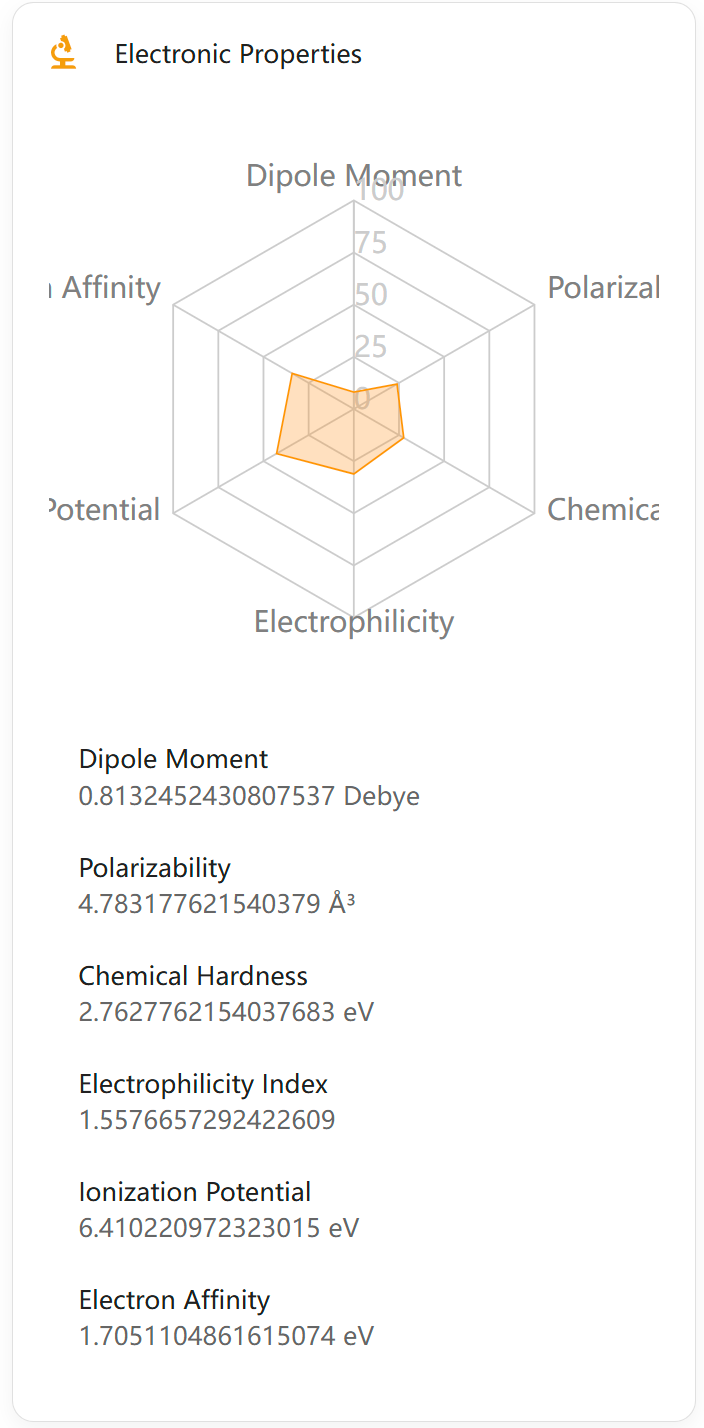 Electronic Properties
Dipole Moment
100
75
50
25
0
Affinity
Polarizal
Potential
Chemica
Electrophilicity
Dipole Moment
0.8132452430807537 Debye
Polarizability
4.783177621540379 Å³
Chemical Hardness
2.7627762154037683 eV
Electrophilicity Index
1.5576657292422609
Ionization Potential
6.410220972323015 eV
Electron Affinity
1.7051104861615074 eV